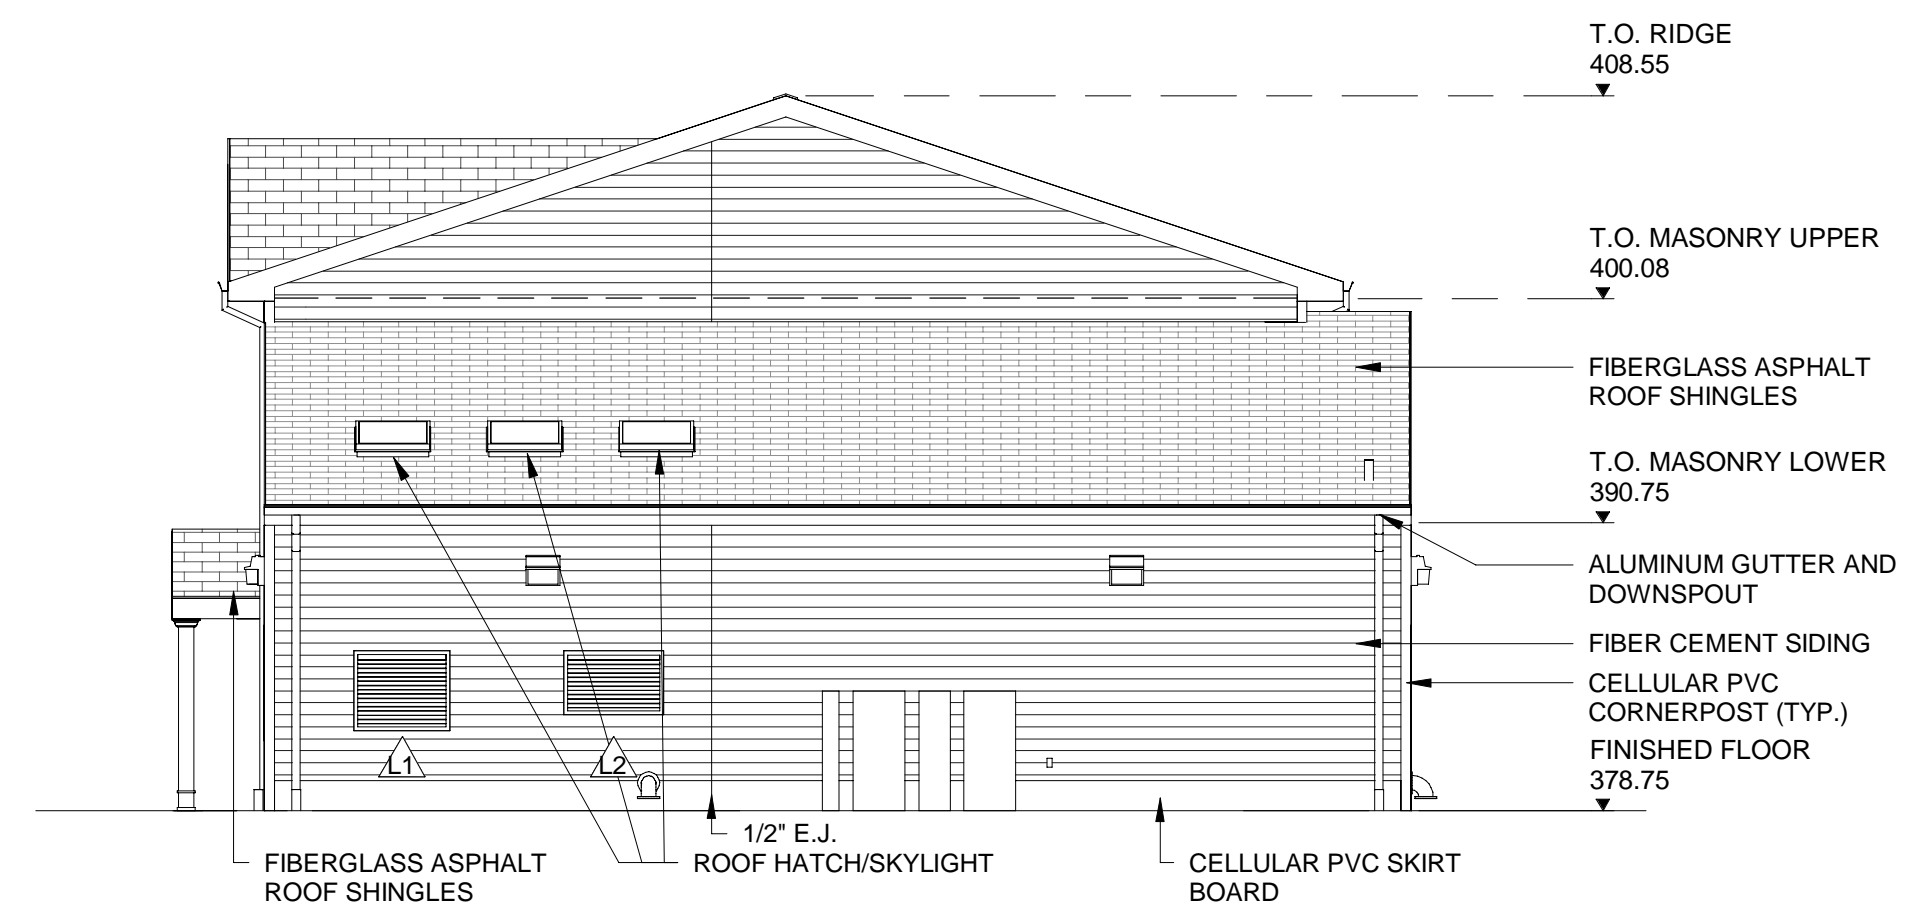 T.O. RIDGE
408.55
T.O. MASONRY UPPER
400.08
FIBERGLASS ASPHALT
ROOF SHINGLES
T.O. MASONRY LOWER
390.75
ALUMINUM GUTTER AND
DOWNSPOUT
FIBER CEMENT SIDING
CELLULAR PVC
CORNERPOST (TYP.)
FINISHED FLOOR
378.75
L1
L2
1/2" E.J.
ROOF HATCH/SKYLIGHT
FIBERGLASS ASPHALT
ROOF SHINGLES
CELLULAR PVC SKIRT
BOARD